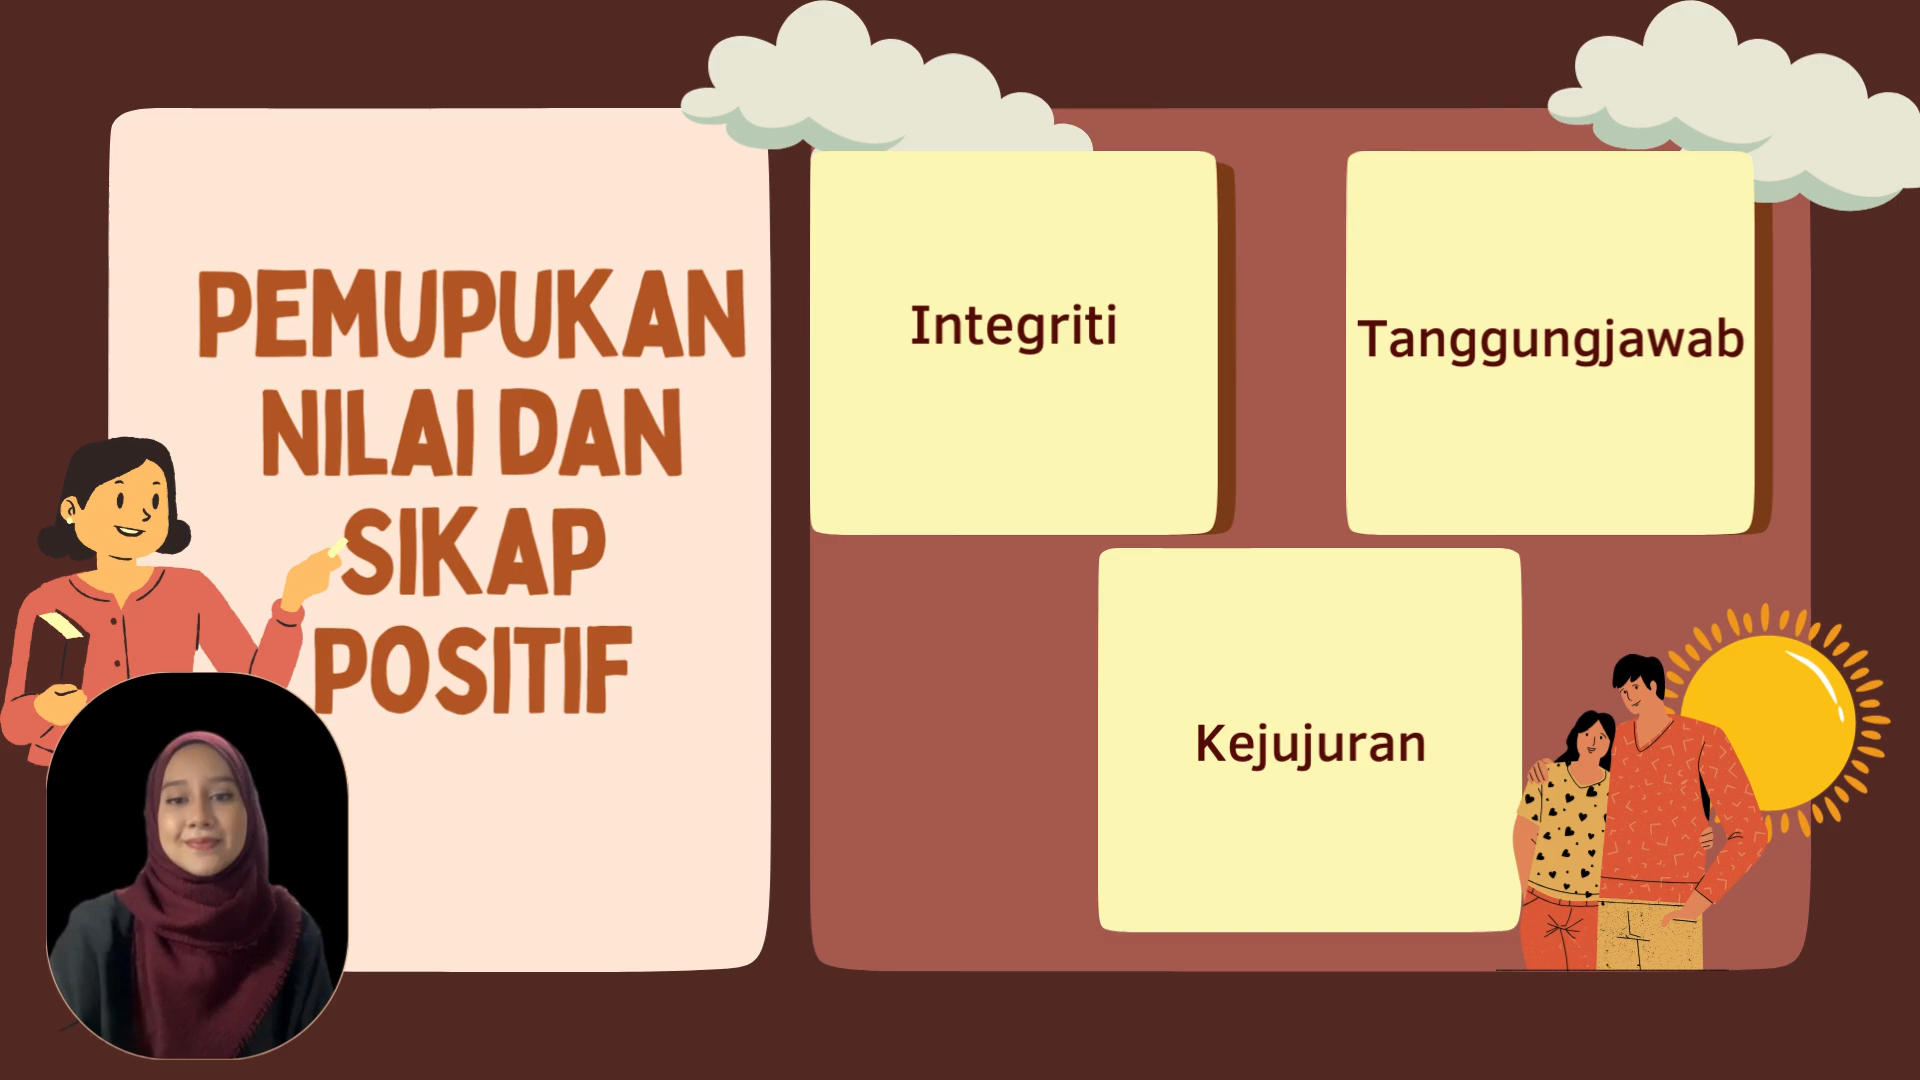 PEMUPUKAN
NILAI DAN
SIKAP
POSITIF
Integriti
Tanggungjawab
Kejujuran